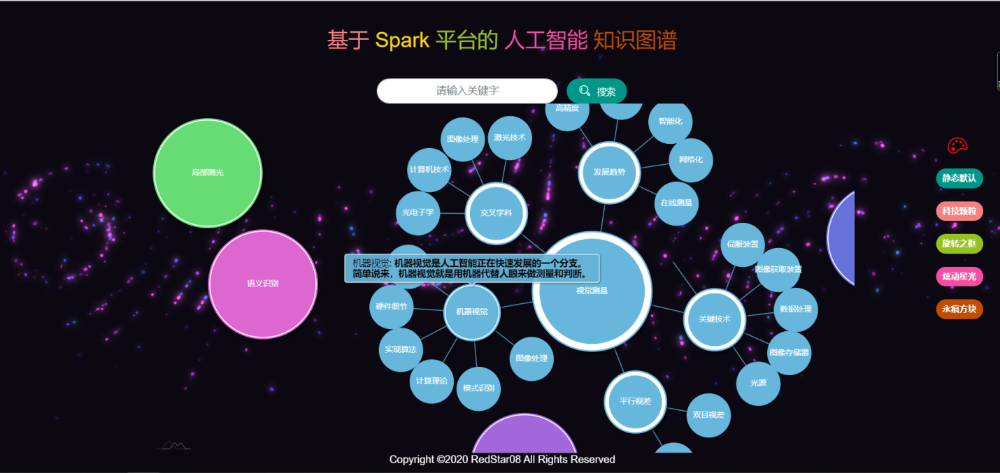 基于 Spark 平台的 人工智能 知识图谱
请输入关键字
搜索
高精度
智能化
图像处理
激光技术
网络化
计算机技术
发展趋势
局部测光
静态默认
在线测量
科技颗粒
光电子学
交叉学科
旋转之框
伺服装置
机器视觉: 机器视觉是人工智能正在快速发展的一个分支。
简单说来，机器视觉就是用机器代替人眼来做测量和判断。
图像获取装置
炫动星光
语义识别
视觉测量
硬件细节
机器视觉
数据处理
永痕方块
关键技术
实现算法
图像处理
图像存储器
计算理论
模式识别
光源
平行视差
双目视差
Copyright ©2020 RedStar08 All Rights Reserved